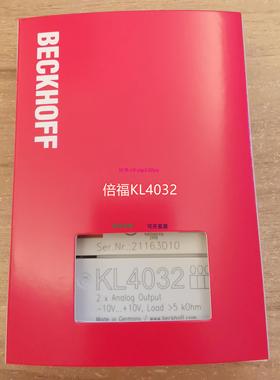 BECKHOFF
倍福KL4032
Ser.Nr.:21163010
KL4032
2 x Analog Output
-10V...+10V, Load >5 kOhm
Made in Germany / www.beckhoff.com